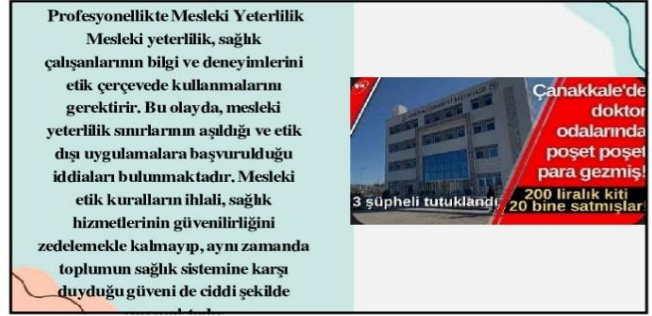 Profesyonellikte Mesleki Yeterlilik
Mesleki yeterlilik, sağlık
çalışanlarının bilgi ve deneyimlerini
etik çerçevede kullanmalarını
gerektirir. Bu olayda, mesleki
yeterlilik sınırlarının aşıldığı ve etik
dışı uygulamalara başvurulduğu
iddiaları bulunmaktadır. Mesleki
etik kuralların ihlali, sağlık
hizmetlerinin güvenilirliğini
zedelemekle kalmayıp, aynı zamanda
toplumun sağlık sistemine karşı
duyduğu güveni de ciddi şekilde
Çanakkale'de
doktor
odalarında
poşet poşet
para gezmiş!
3 şüpheli tutuklandı
200 liralık kiti
20 bine satmışlar